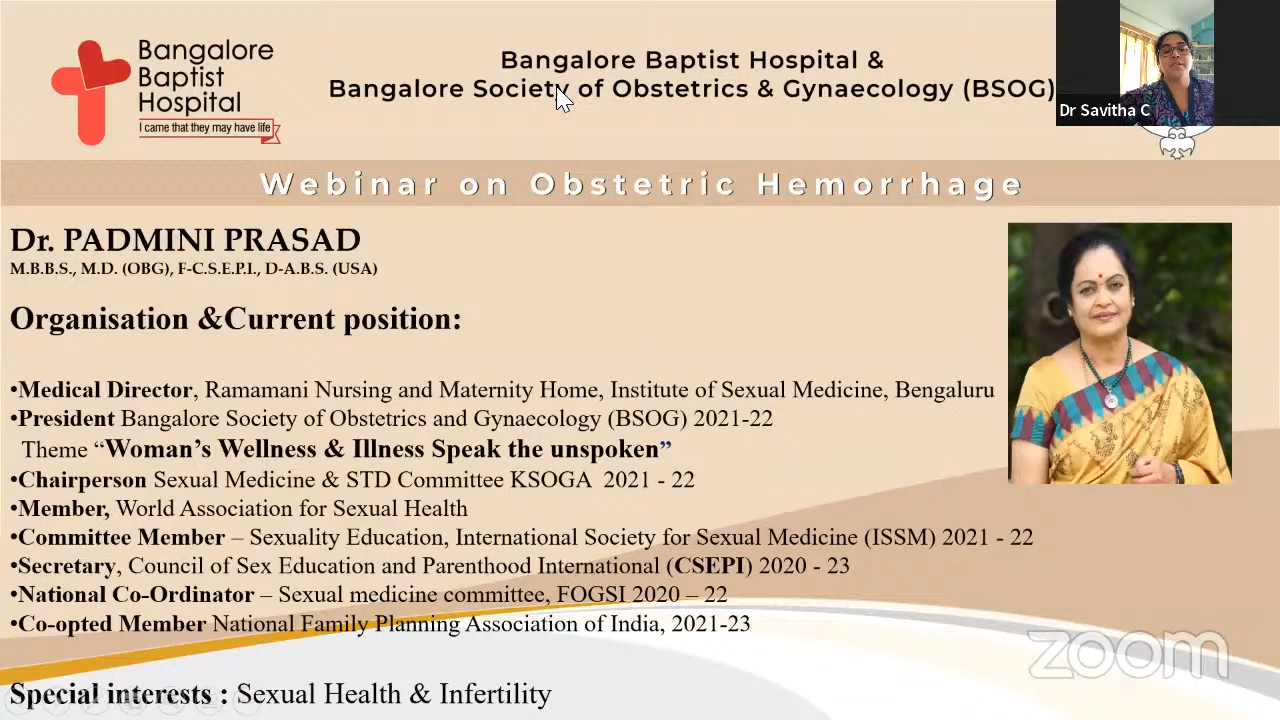 Bangalore
Baptist
Hospital
I came that they may have life
Bangalore Baptist Hospital &
Bangalore Society of Obstetrics & Gynaecology (BSOG)
Dr Savitha C
Webinar on Obstetric Hemorrhage
Dr. PADMINI PRASAD
M.B.B.S., M.D. (OBG), F-C.S.E.P.I., D-A.B.S. (USA)
Organisation &Current position:
•Medical Director, Ramamani Nursing and Maternity Home, Institute of Sexual Medicine, Bengaluru
•President Bangalore Society of Obstetrics and Gynaecology (BSOG) 2021-22
Theme “Woman’s Wellness & Illness Speak the unspoken”
•Chairperson Sexual Medicine & STD Committee KSOGA 2021 - 22
•Member, World Association for Sexual Health
•Committee Member – Sexuality Education, International Society for Sexual Medicine (ISSM) 2021 - 22
•Secretary, Council of Sex Education and Parenthood International (CSEPI) 2020 - 23
•National Co-Ordinator – Sexual medicine committee, FOGSI 2020 – 22
•Co-opted Member National Family Planning Association of India, 2021-23
zoom
Special interests : Sexual Health & Infertility